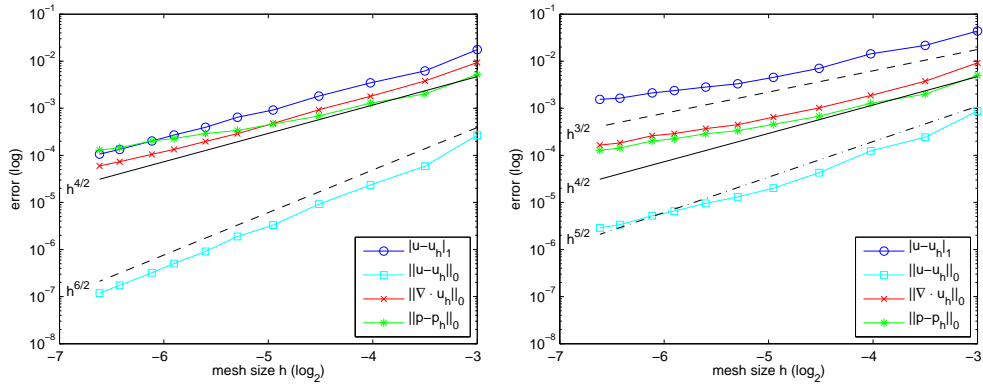 10^-1
10^-2
10^-3
10^-4
10^-5
10^-6
10^-7
10^-8
error (log)
h^4/2
h^6/2
|u−u_h|_1
||u−u_h||_0
||∇ · u_h||_0
||p−p_h||_0
−7 −6 −5 −4 −3
mesh size h (log_2)
10^-1
10^-2
10^-3
10^-4
10^-5
10^-6
10^-7
10^-8
error (log)
h^3/2
h^4/2
h^5/2
|u−u_h|_1
||u−u_h||_0
||∇ · u_h||_0
||p−p_h||_0
−7 −6 −5 −4 −3
mesh size h (log_2)